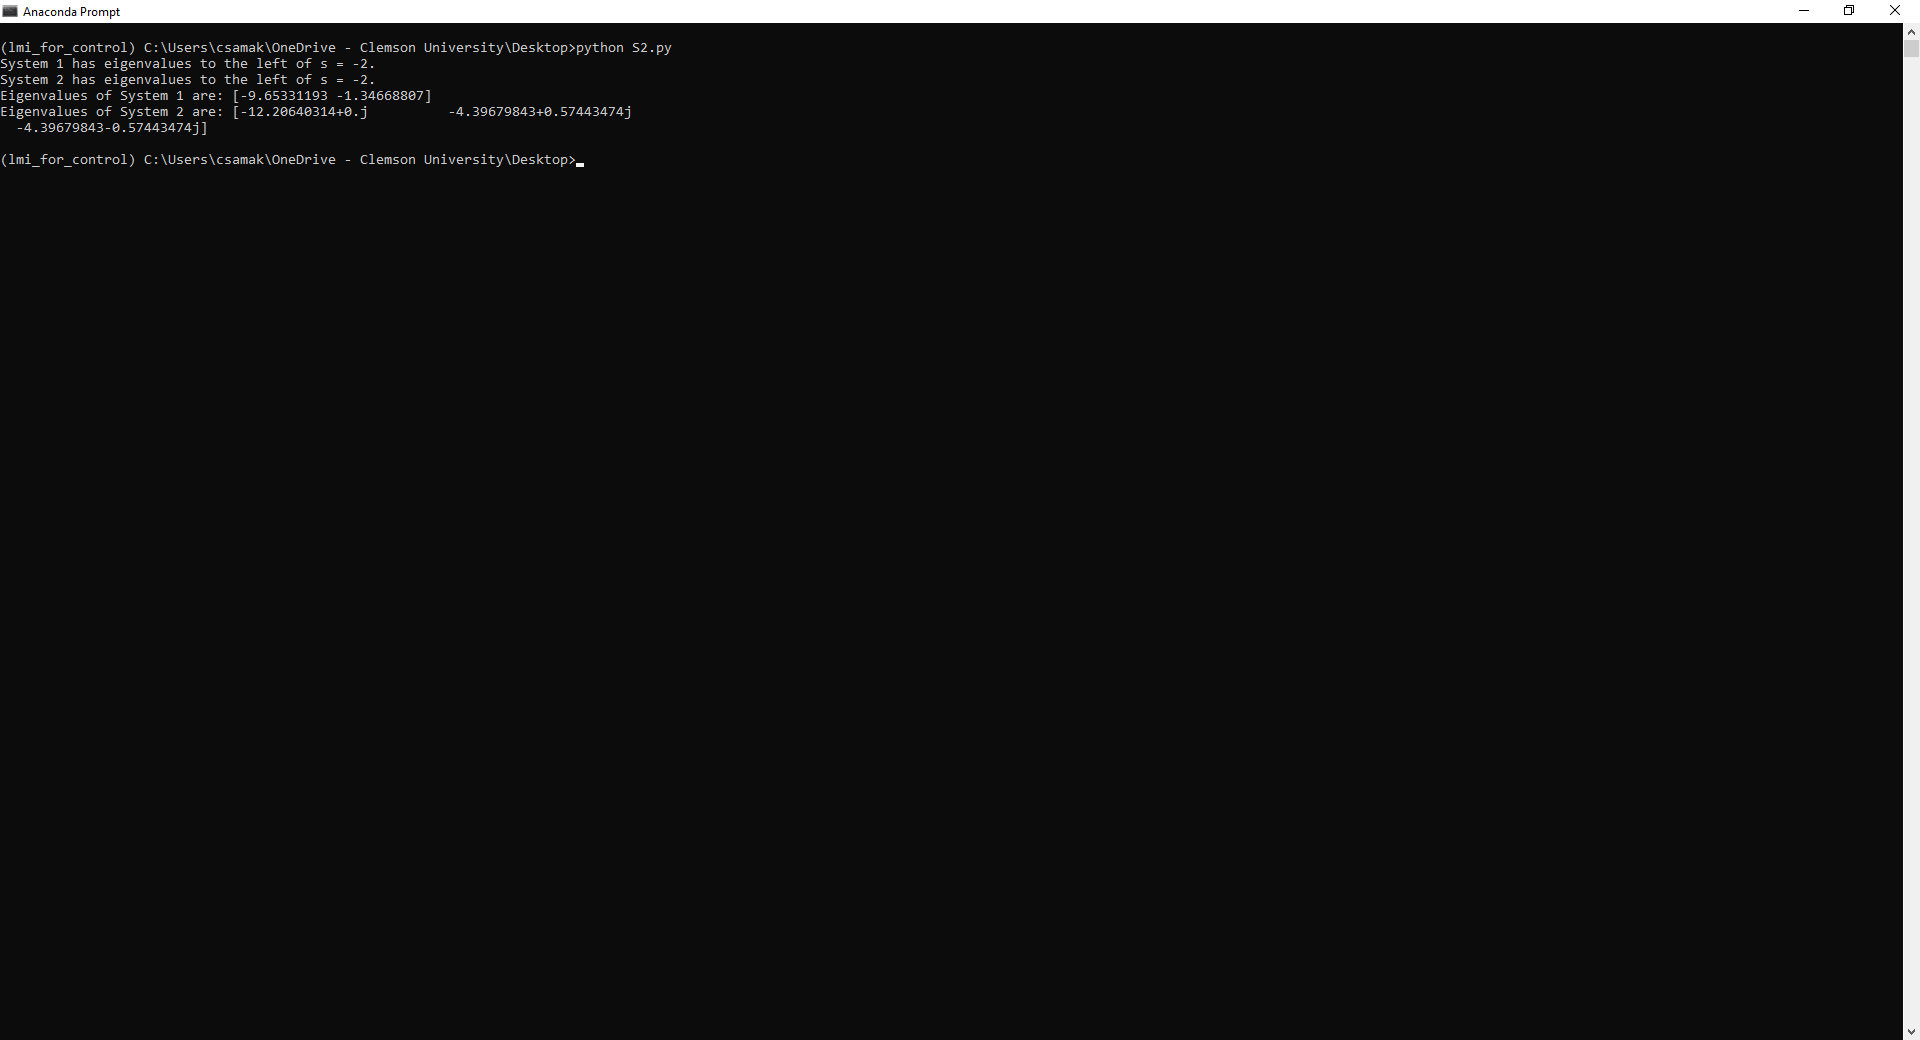 Anaconda Prompt
(lmi_for_control) C:\Users\csamak\OneDrive - Clemson University\Desktop>python S2.py
System 1 has eigenvalues to the left of s = -2.
System 2 has eigenvalues to the left of s = -2.
Eigenvalues of System 1 are: [-9.65331193 -1.34668807]
Eigenvalues of System 2 are: [-12.20640314+0.j          -4.39679843+0.57443474j
  -4.39679843-0.57443474j]
(lmi_for_control) C:\Users\csamak\OneDrive - Clemson University\Desktop>